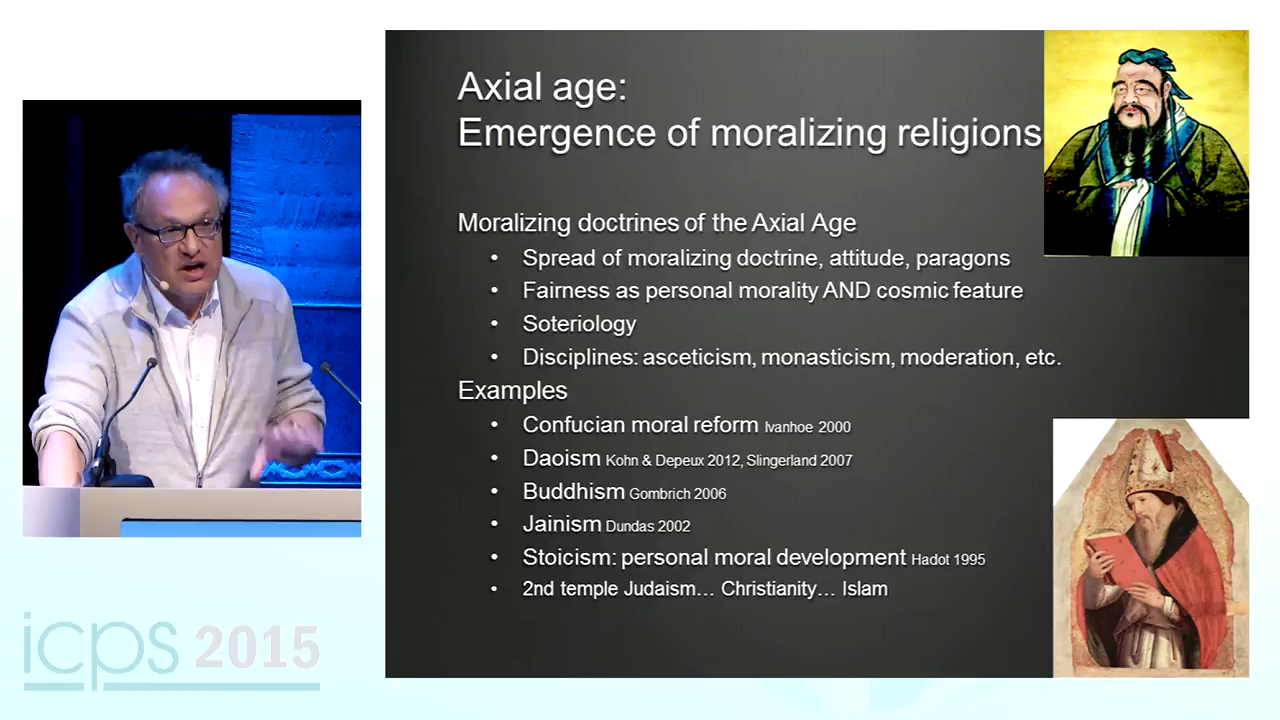 Axial age:
Emergence of moralizing religions
Moralizing doctrines of the Axial Age
• Spread of moralizing doctrine, attitude, paragons
• Fairness as personal morality AND cosmic feature
• Soteriology
• Disciplines: asceticism, monasticism, moderation, etc.
Examples
• Confucian moral reform Ivanhoe 2000
• Daoism Kohn & Depeux 2012, Slingerland 2007
• Buddhism Gombrich 2006
• Jainism Dundas 2002
• Stoicism: personal moral development Hadot 1995
• 2nd temple Judaism… Christianity… Islam
icps 2015